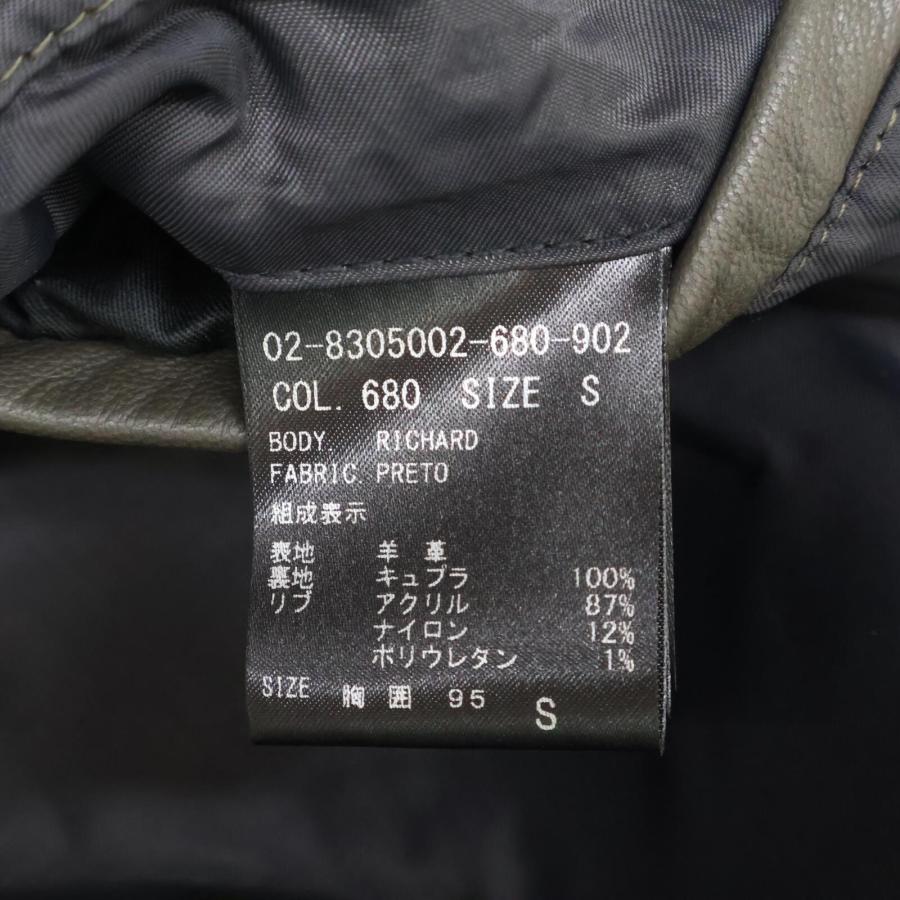 02-8305002-680-902
COL. 680 SIZE S
BODY. RICHARD
FABRIC. PRETO
組成表示
表地 羊 革
裏地 キュプラ 100%
リブ アクリル 87%
ナイロン 12%
ポリウレタン 1%
SIZE 胸 囲 95 S